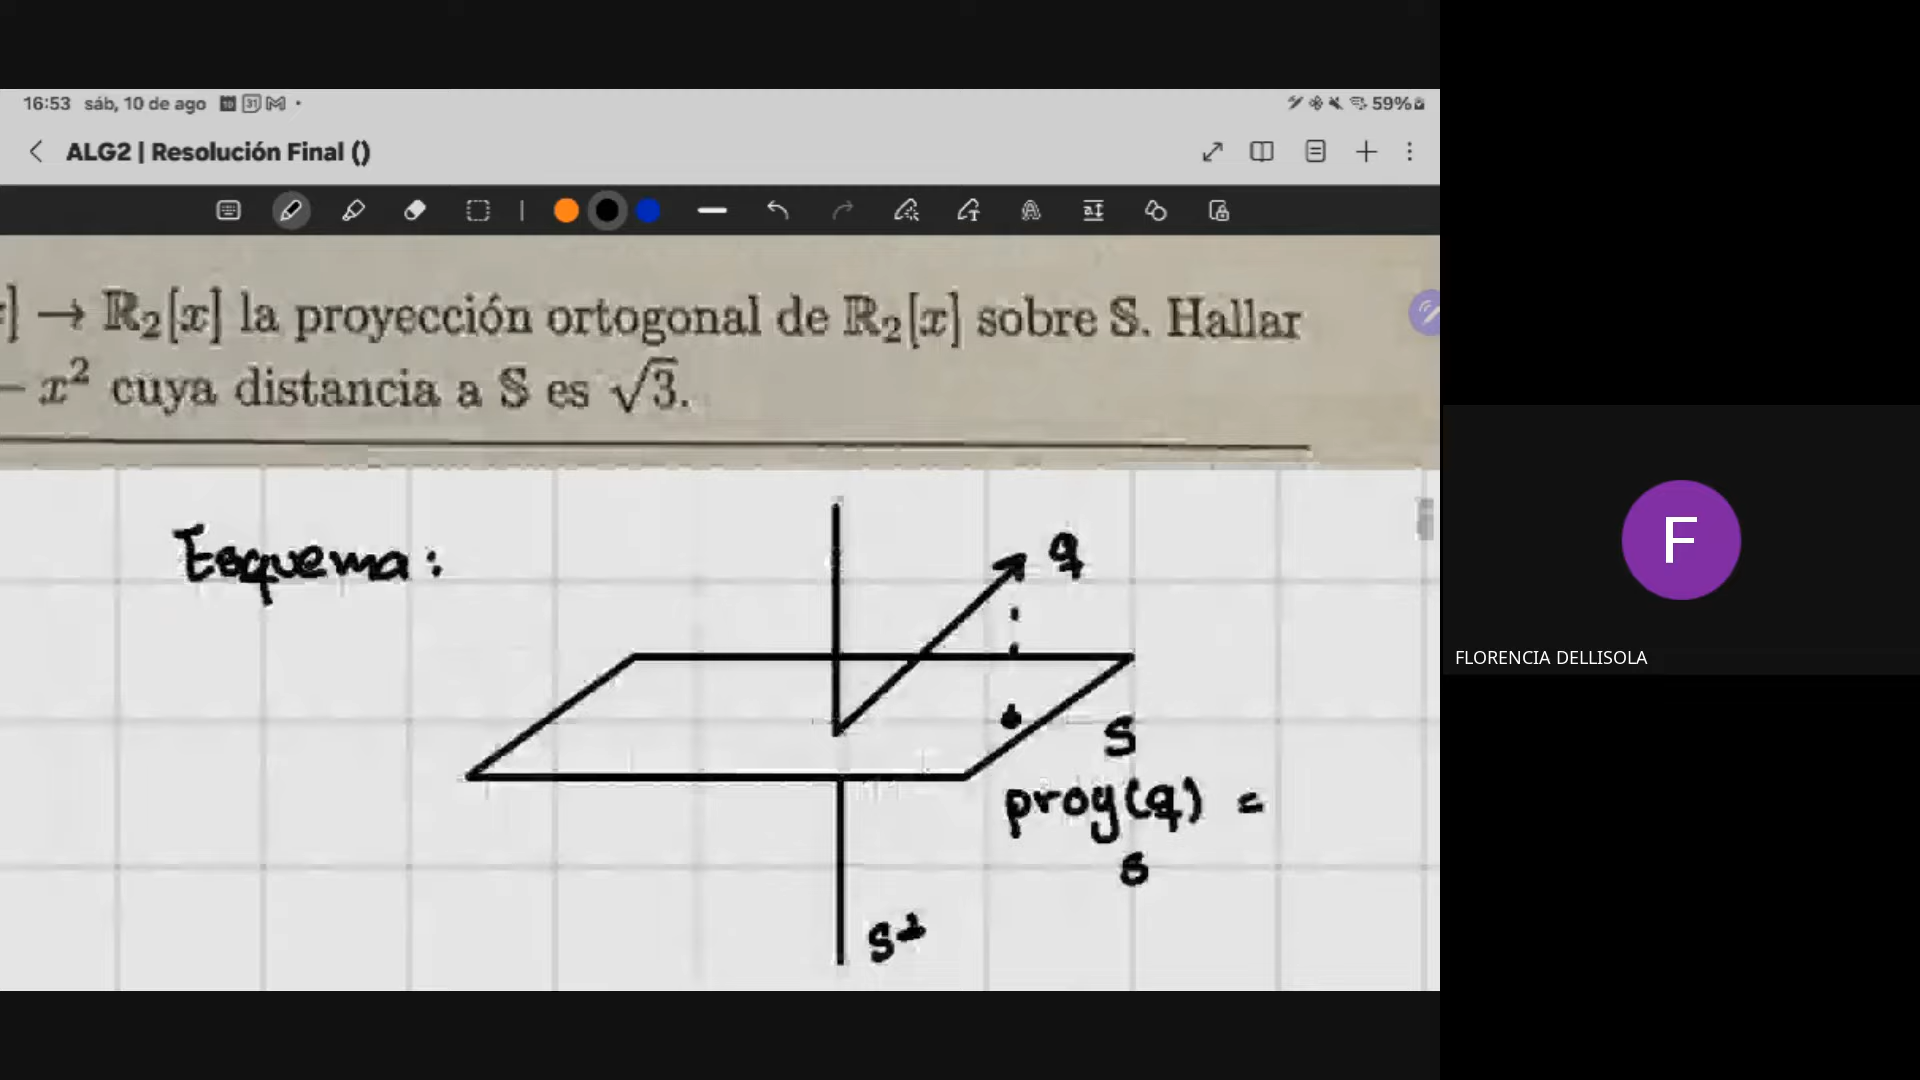 16:53 sáb, 10 de ago
59%
ALG2 | Resolución Final ()
] → ℝ₂[x] la proyección ortogonal de ℝ₂[x] sobre 𝕊. Hallar
− x² cuya distancia a 𝕊 es √3.
Esquema:
q
S
proy(q) =
S
S⊥
F
FLORENCIA DELLISOLA